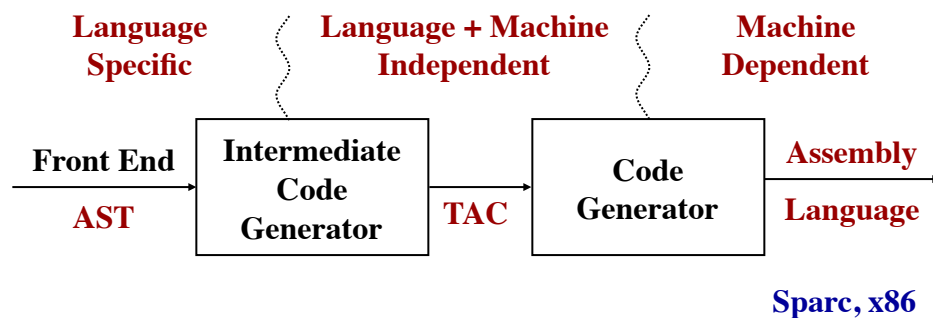 Language
Specific
Language + Machine
Independent
Machine
Dependent
Front End
AST
Intermediate
Code
Generator
TAC
Code
Generator
Assembly
Language
Sparc, x86